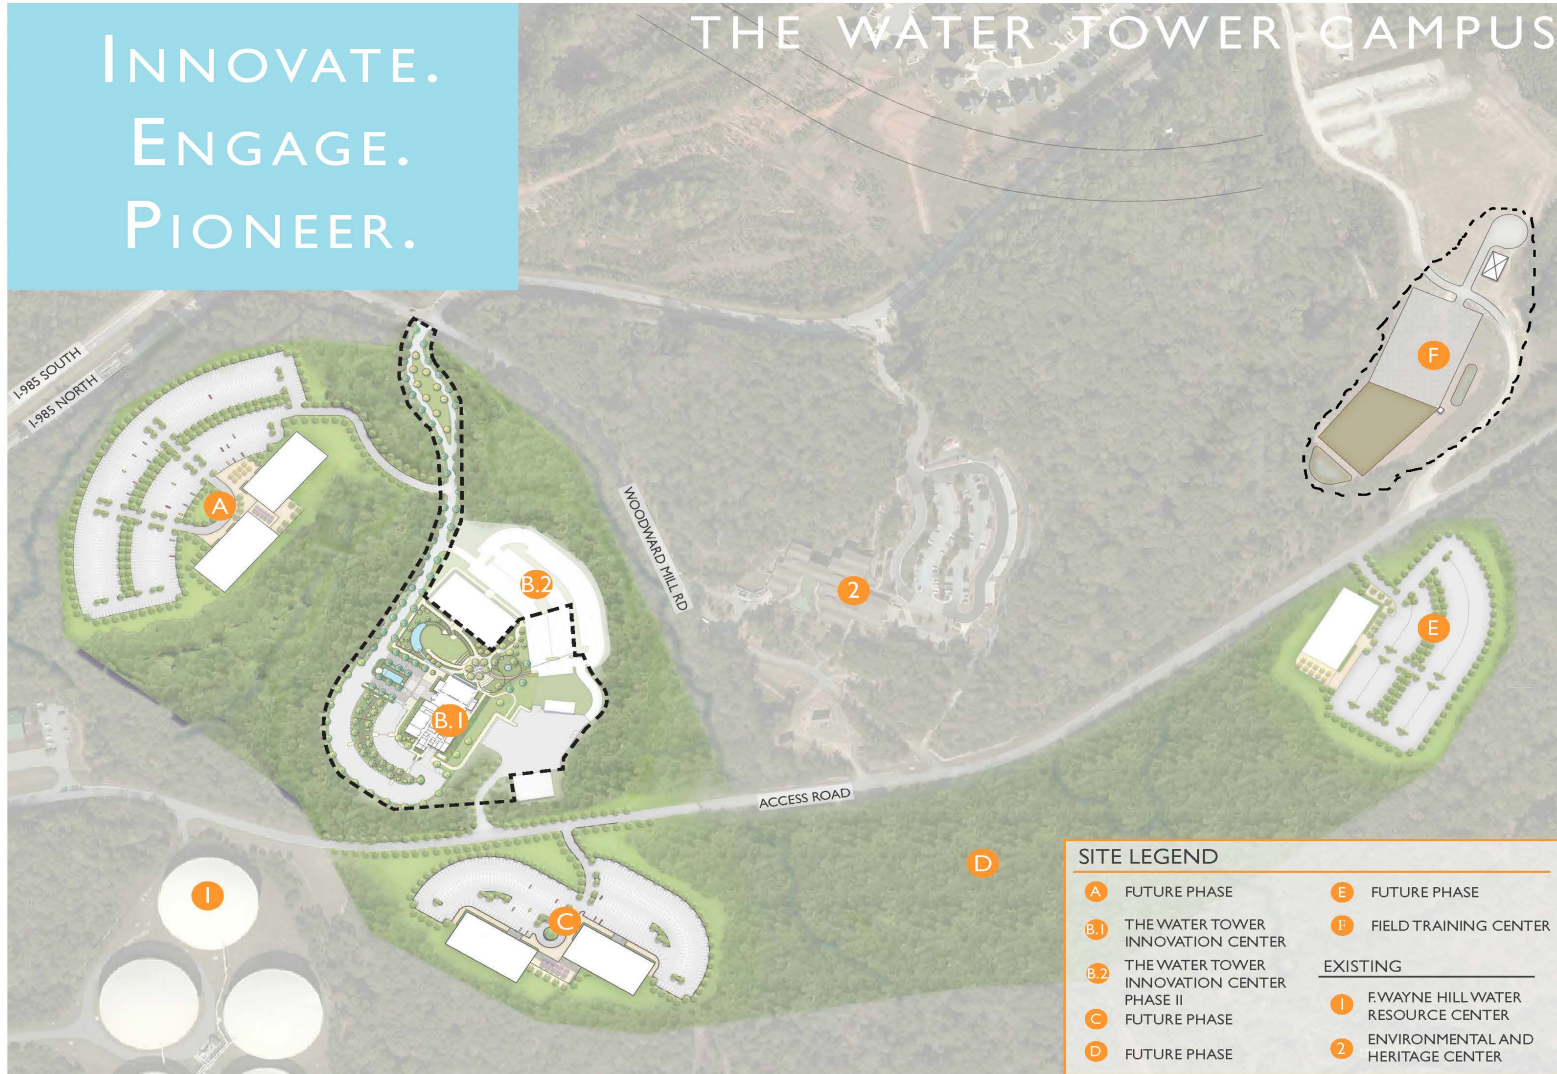 INNOVATE.
ENGAGE.
PIONEER.
THE WATER TOWER CAMPUS
I-985 SOUTH
I-985 NORTH
WOODWARD MILL RD
ACCESS ROAD
A
B.2
B.1
2
F
E
C
D
1
SITE LEGEND
A FUTURE PHASE
B.1 THE WATER TOWER
INNOVATION CENTER
B.2 THE WATER TOWER
INNOVATION CENTER
PHASE II
C FUTURE PHASE
D FUTURE PHASE
E FUTURE PHASE
F FIELD TRAINING CENTER
EXISTING
1 F.WAYNE HILL WATER
RESOURCE CENTER
2 ENVIRONMENTAL AND
HERITAGE CENTER